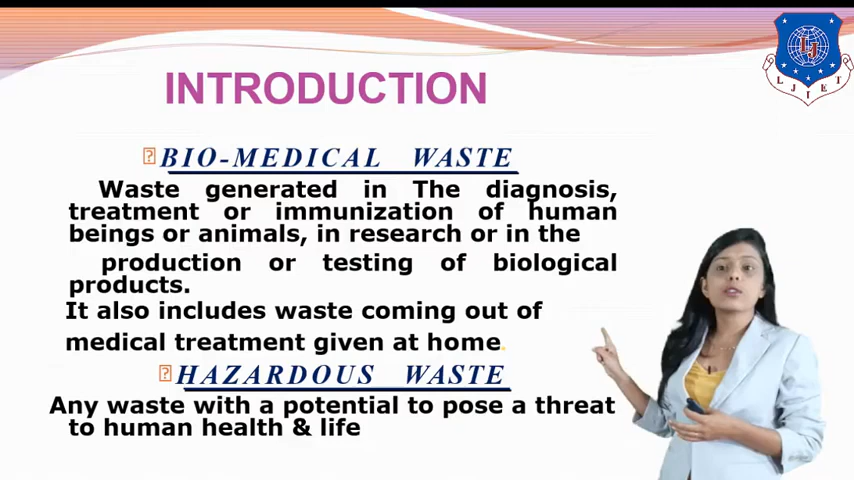 INTRODUCTION
BIO-MEDICAL WASTE
Waste generated in The diagnosis,
treatment or immunization of human
beings or animals, in research or in the
production or testing of biological
products.
It also includes waste coming out of
medical treatment given at home.
HAZARDOUS WASTE
Any waste with a potential to pose a threat
to human health & life
LJ
LJIET